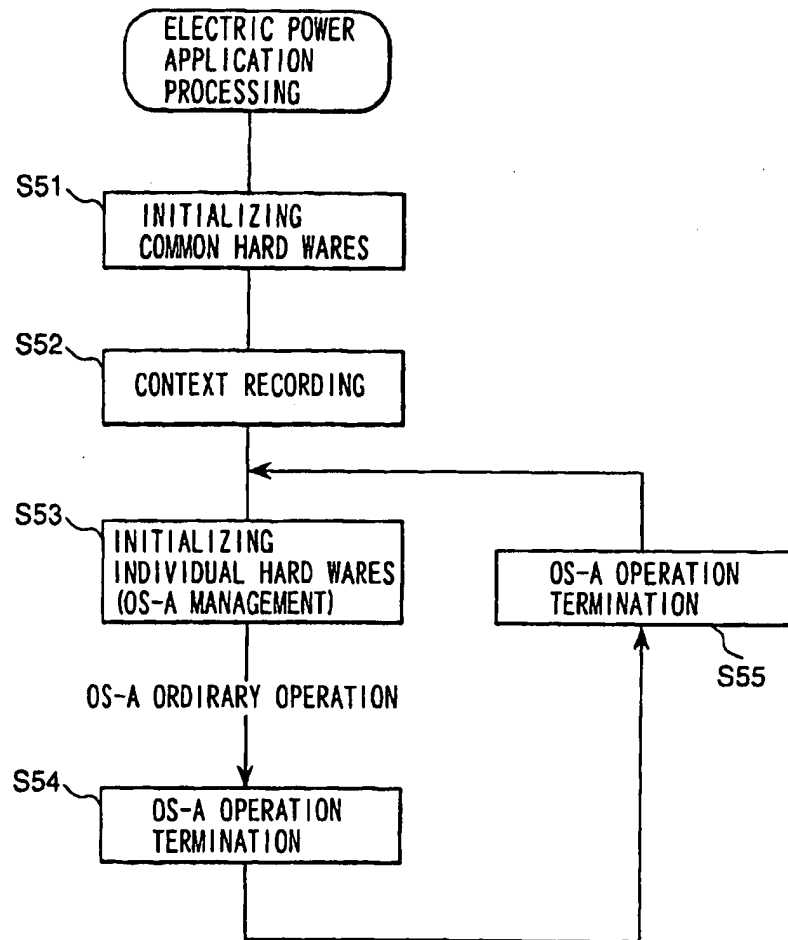 ELECTRIC POWER
APPLICATION
PROCESSING
S51
INITIALIZING
COMMON HARD WARES
S52
CONTEXT RECORDING
S53
INITIALIZING
INDIVIDUAL HARD WARES
(OS-A MANAGEMENT)
OS-A OPERATION
TERMINATION
S55
OS-A ORDIRARY OPERATION
S54
OS-A OPERATION
TERMINATION